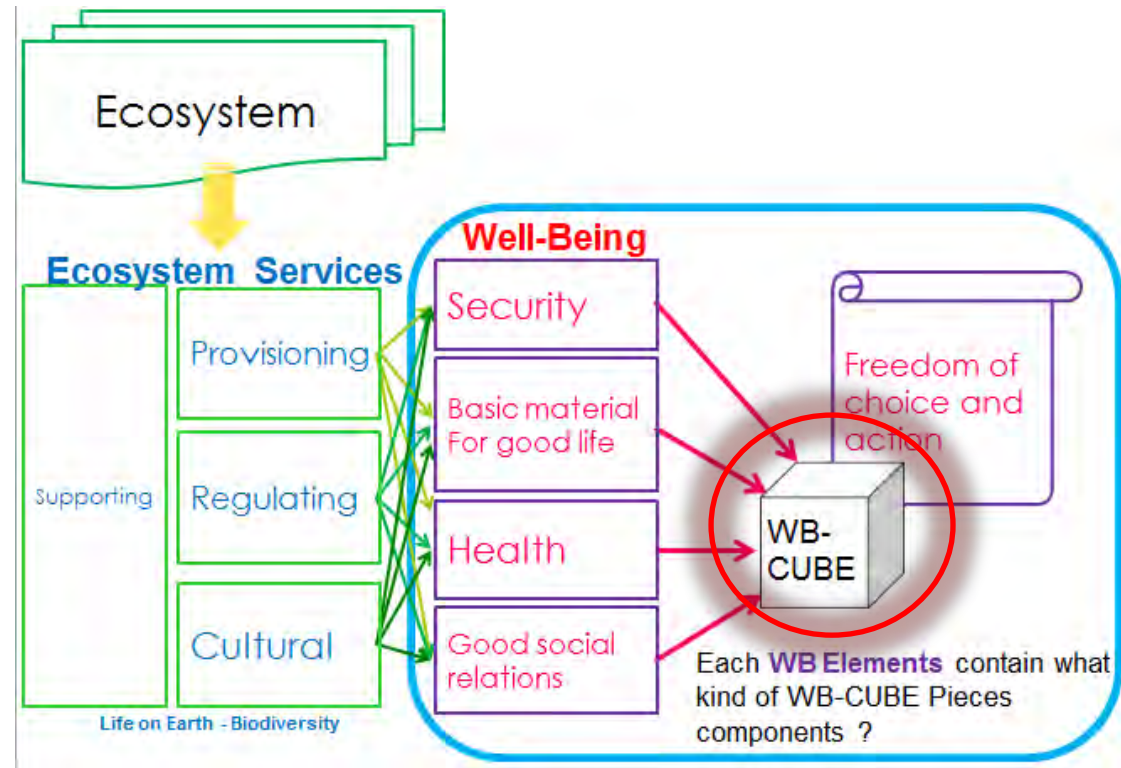 Ecosystem
Ecosystem Services
Supporting
Provisioning
Regulating
Cultural
Life on Earth - Biodiversity
Well-Being
Security
Basic material
For good life
Health
Good social
relations
Freedom of
choice and
action
WB-
CUBE
Each WB Elements contain what
kind of WB-CUBE Pieces
components ?